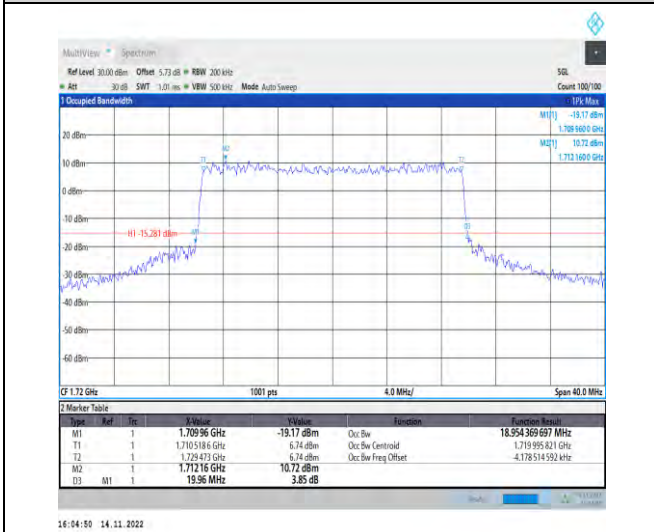 MultiView Spectrum
Ref Level 30.00 dBm Offset 5.73 dB RBW 200 kHz SGL
Att 30 dB SWT 1.01 ms VBW 500 kHz Mode Auto Sweep Count 100/100
1 Occupied Bandwidth 1Pk Max
M1[1] -19.17 dBm
1.709 960 0 GHz
M2[1] 10.72 dBm
1.712 160 0 GHz
20 dBm
M2
T1 T2
10 dBm
0 dBm
-10 dBm
H1 -15.281 dBm
M1 D3
-20 dBm
-30 dBm
-40 dBm
-50 dBm
-60 dBm
CF 1.72 GHz 1001 pts 4.0 MHz/ Span 40.0 MHz
2 Marker Table
Type Ref Trc X-Value Y-Value Function Function Result
M1 1 1.709 96 GHz -19.17 dBm Occ Bw 18.954 369 697 MHz
T1 1 1.710 518 6 GHz 6.74 dBm Occ Bw Centroid 1.719 995 821 GHz
T2 1 1.729 473 GHz 6.74 dBm Occ Bw Freq Offset -4.178 514 592 kHz
M2 1 1.712 16 GHz 10.72 dBm
D3 M1 1 19.96 MHz 3.85 dB
16:04:50 14.11.2022